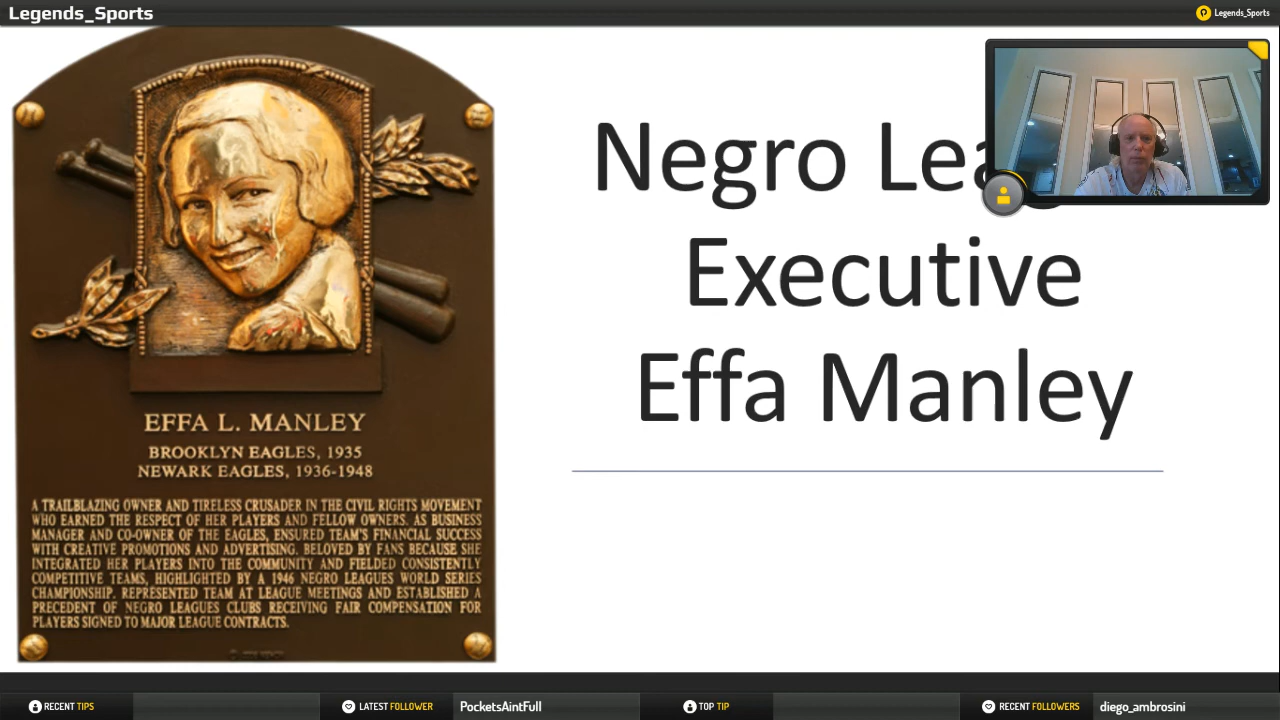 Legends_Sports
Legends_Sports
Negro Lea
Executive
Effa Manley
EFFA L. MANLEY
BROOKLYN EAGLES, 1935
NEWARK EAGLES, 1936-1948
A TRAILBLAZING OWNER AND TIRELESS CRUSADER IN THE CIVIL RIGHTS MOVEMENT
WHO EARNED THE RESPECT OF HER PLAYERS AND FELLOW OWNERS. AS BUSINESS
MANAGER AND CO-OWNER OF THE EAGLES, ENSURED TEAM'S FINANCIAL SUCCESS
WITH CREATIVE PROMOTIONS AND ADVERTISING. BELOVED BY FANS BECAUSE SHE
INTEGRATED HER PLAYERS INTO THE COMMUNITY AND FIELDED CONSISTENTLY
COMPETITIVE TEAMS, HIGHLIGHTED BY A 1946 NEGRO LEAGUES WORLD SERIES
CHAMPIONSHIP. REPRESENTED TEAM AT LEAGUE MEETINGS AND ESTABLISHED A
PRECEDENT OF NEGRO LEAGUES CLUBS RECEIVING FAIR COMPENSATION FOR
PLAYERS SIGNED TO MAJOR LEAGUE CONTRACTS.
RECENT TIPS
LATEST FOLLOWER PocketsAintFull
TOP TIP
RECENT FOLLOWERS diego_ambrosini